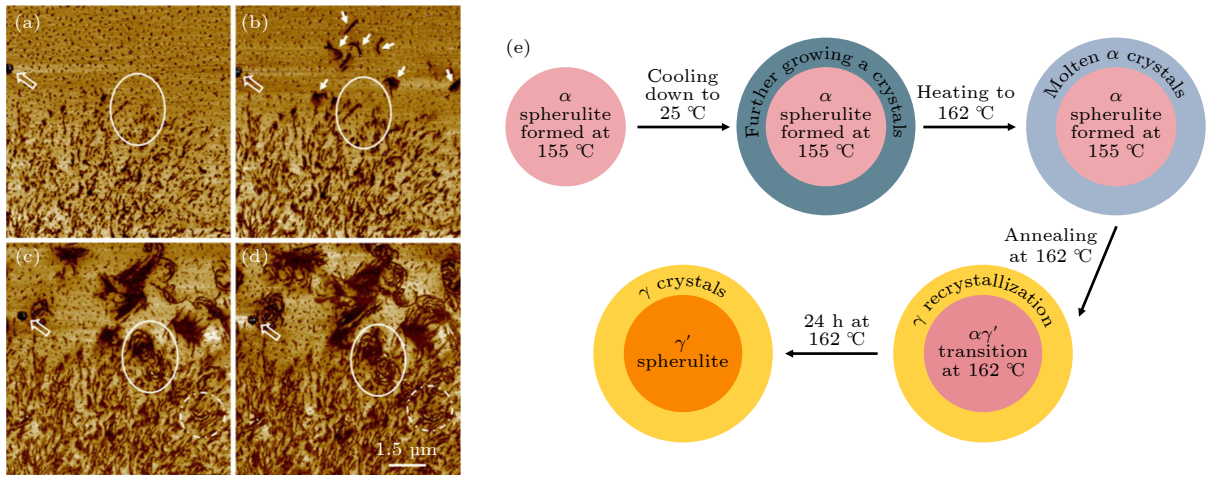 (a)
(b)
(c)
(d)
1.5 μm
(e)
α
spherulite
formed at
155 ℃
Cooling
down to
25 ℃
Further growing a crystals
α
spherulite
formed at
155 ℃
Heating to
162 ℃
Molten α crystals
α
spherulite
formed at
155 ℃
Annealing
at 162 ℃
γ recrystallization
αγ′
transition
at 162 ℃
24 h at
162 ℃
γ crystals
γ′
spherulite